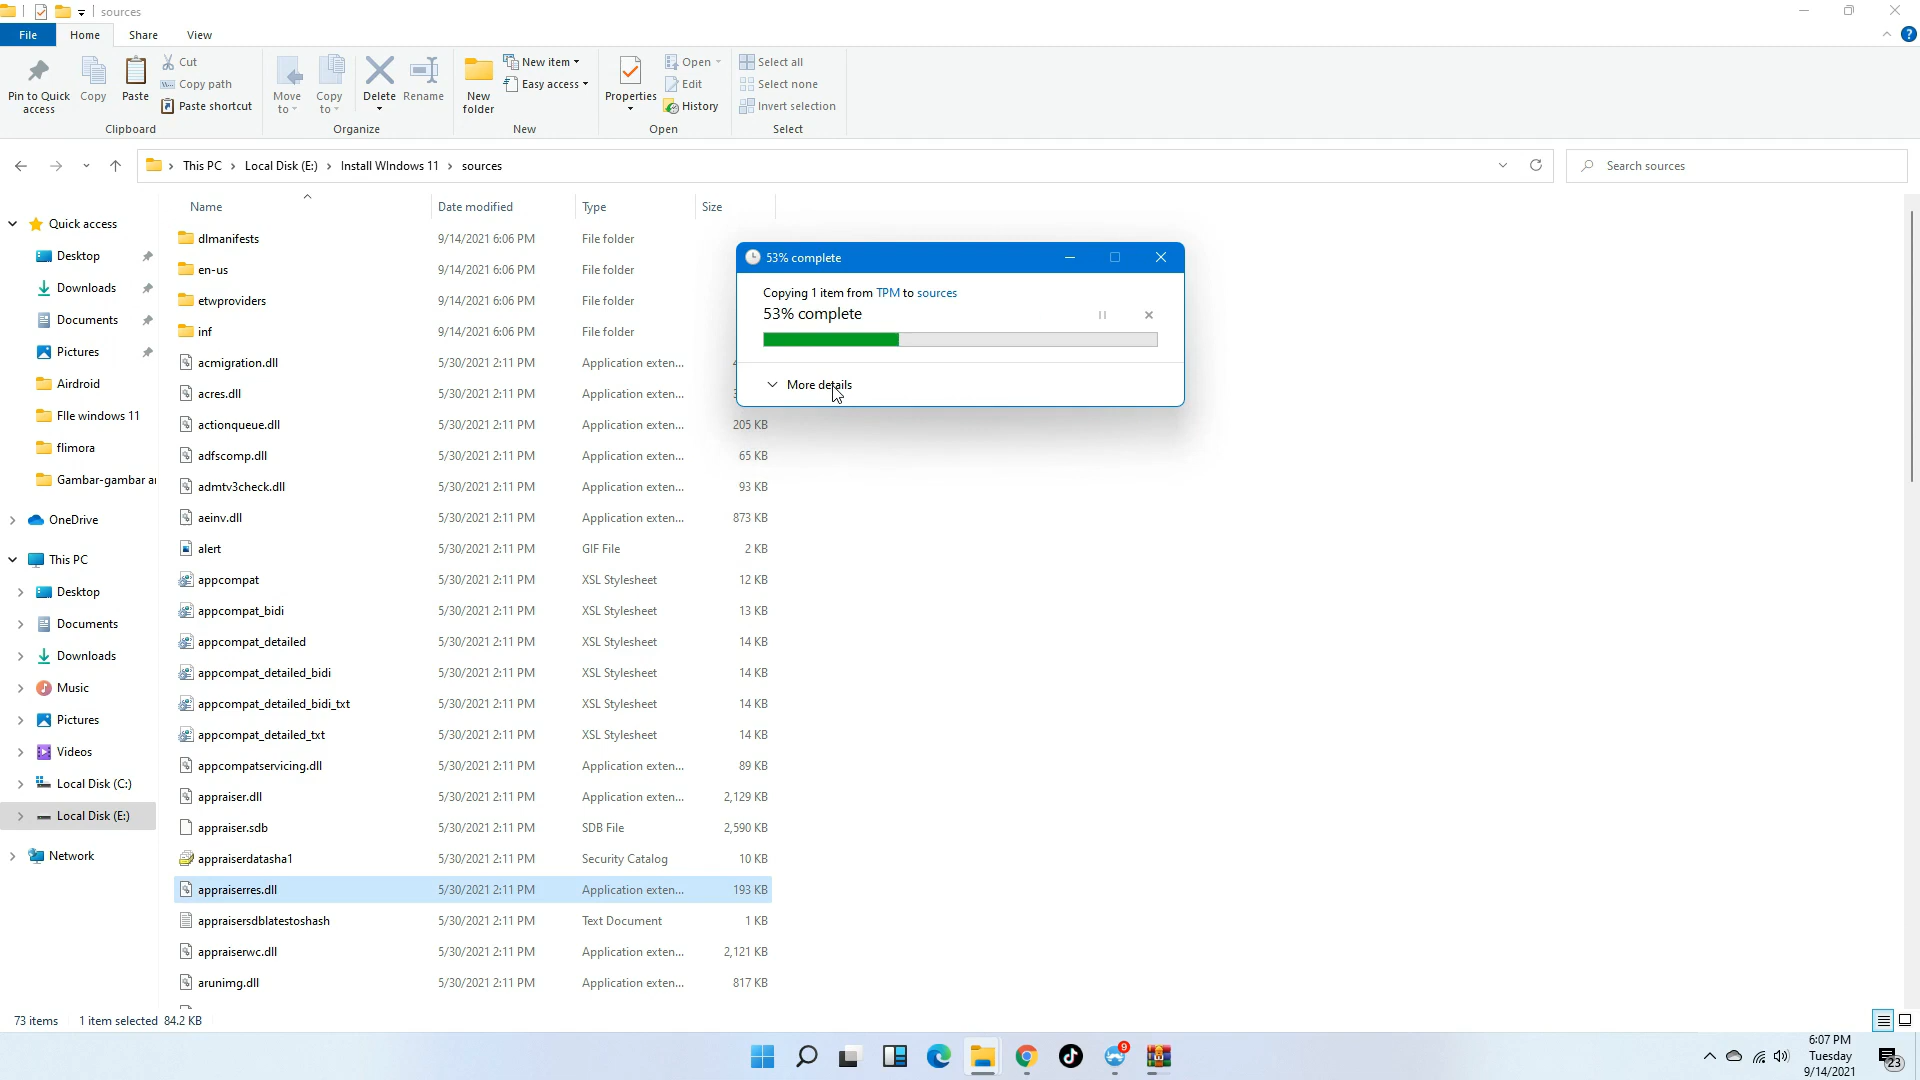 sources
File
Home
Share
View
Pin to Quick access
Copy
Paste
Cut
Copy path
Paste shortcut
Clipboard
Move to
Copy to
Delete
Rename
Organize
New folder
New item
Easy access
New
Properties
Open
Edit
History
Open
Select all
Select none
Invert selection
Select
This PC > Local Disk (E:) > Install WIndows 11 > sources
Search sources
Quick access
Desktop
Downloads
Documents
Pictures
Airdroid
FIle windows 11
flimora
Gambar-gambar
OneDrive
This PC
Desktop
Documents
Downloads
Music
Pictures
Videos
Local Disk (C:)
Local Disk (E:)
Network
Name Date modified Type Size
dlmanifests 9/14/2021 6:06 PM File folder
en-us 9/14/2021 6:06 PM File folder
etwproviders 9/14/2021 6:06 PM File folder
inf 9/14/2021 6:06 PM File folder
acmigration.dll 5/30/2021 2:11 PM Application exten...
acres.dll 5/30/2021 2:11 PM Application exten...
actionqueue.dll 5/30/2021 2:11 PM Application exten... 205 KB
adfscomp.dll 5/30/2021 2:11 PM Application exten... 65 KB
admtv3check.dll 5/30/2021 2:11 PM Application exten... 93 KB
aeinv.dll 5/30/2021 2:11 PM Application exten... 873 KB
alert 5/30/2021 2:11 PM GIF File 2 KB
appcompat 5/30/2021 2:11 PM XSL Stylesheet 12 KB
appcompat_bidi 5/30/2021 2:11 PM XSL Stylesheet 13 KB
appcompat_detailed 5/30/2021 2:11 PM XSL Stylesheet 14 KB
appcompat_detailed_bidi 5/30/2021 2:11 PM XSL Stylesheet 14 KB
appcompat_detailed_bidi_txt 5/30/2021 2:11 PM XSL Stylesheet 14 KB
appcompat_detailed_txt 5/30/2021 2:11 PM XSL Stylesheet 14 KB
appcompatservicing.dll 5/30/2021 2:11 PM Application exten... 89 KB
appraiser.dll 5/30/2021 2:11 PM Application exten... 2,129 KB
appraiser.sdb 5/30/2021 2:11 PM SDB File 2,590 KB
appraiserdatasha1 5/30/2021 2:11 PM Security Catalog 10 KB
appraiserres.dll 5/30/2021 2:11 PM Application exten... 193 KB
appraisersdblatestoshash 5/30/2021 2:11 PM Text Document 1 KB
appraiserwc.dll 5/30/2021 2:11 PM Application exten... 2,121 KB
arunimg.dll 5/30/2021 2:11 PM Application exten... 817 KB
53% complete
Copying 1 item from TPM to sources
53% complete
More details
73 items 1 item selected 84.2 KB
9
6:07 PM
Tuesday
9/14/2021
23